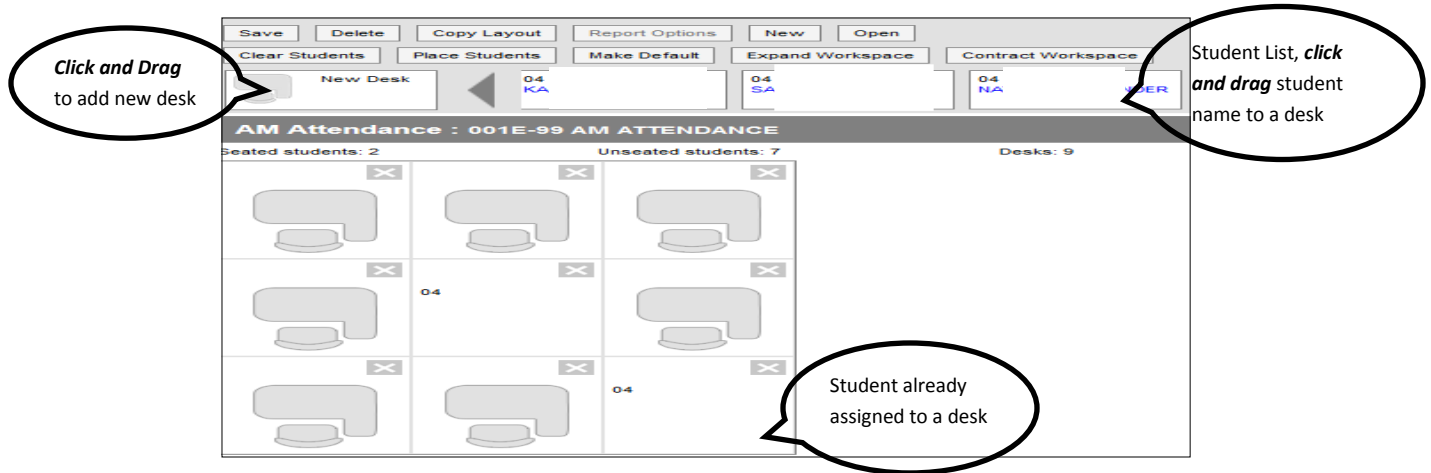 Save Delete Copy Layout Report Options New Open
Clear Students Place Students Make Default Expand Workspace Contract Workspace
Click and Drag
to add new desk
New Desk
04
KA
04
SA
04
NA NDER
Student List, click
and drag student
name to a desk
AM Attendance : 001E-99 AM ATTENDANCE
Seated students: 2 Unseated students: 7 Desks: 9
04
04
Student already
assigned to a desk